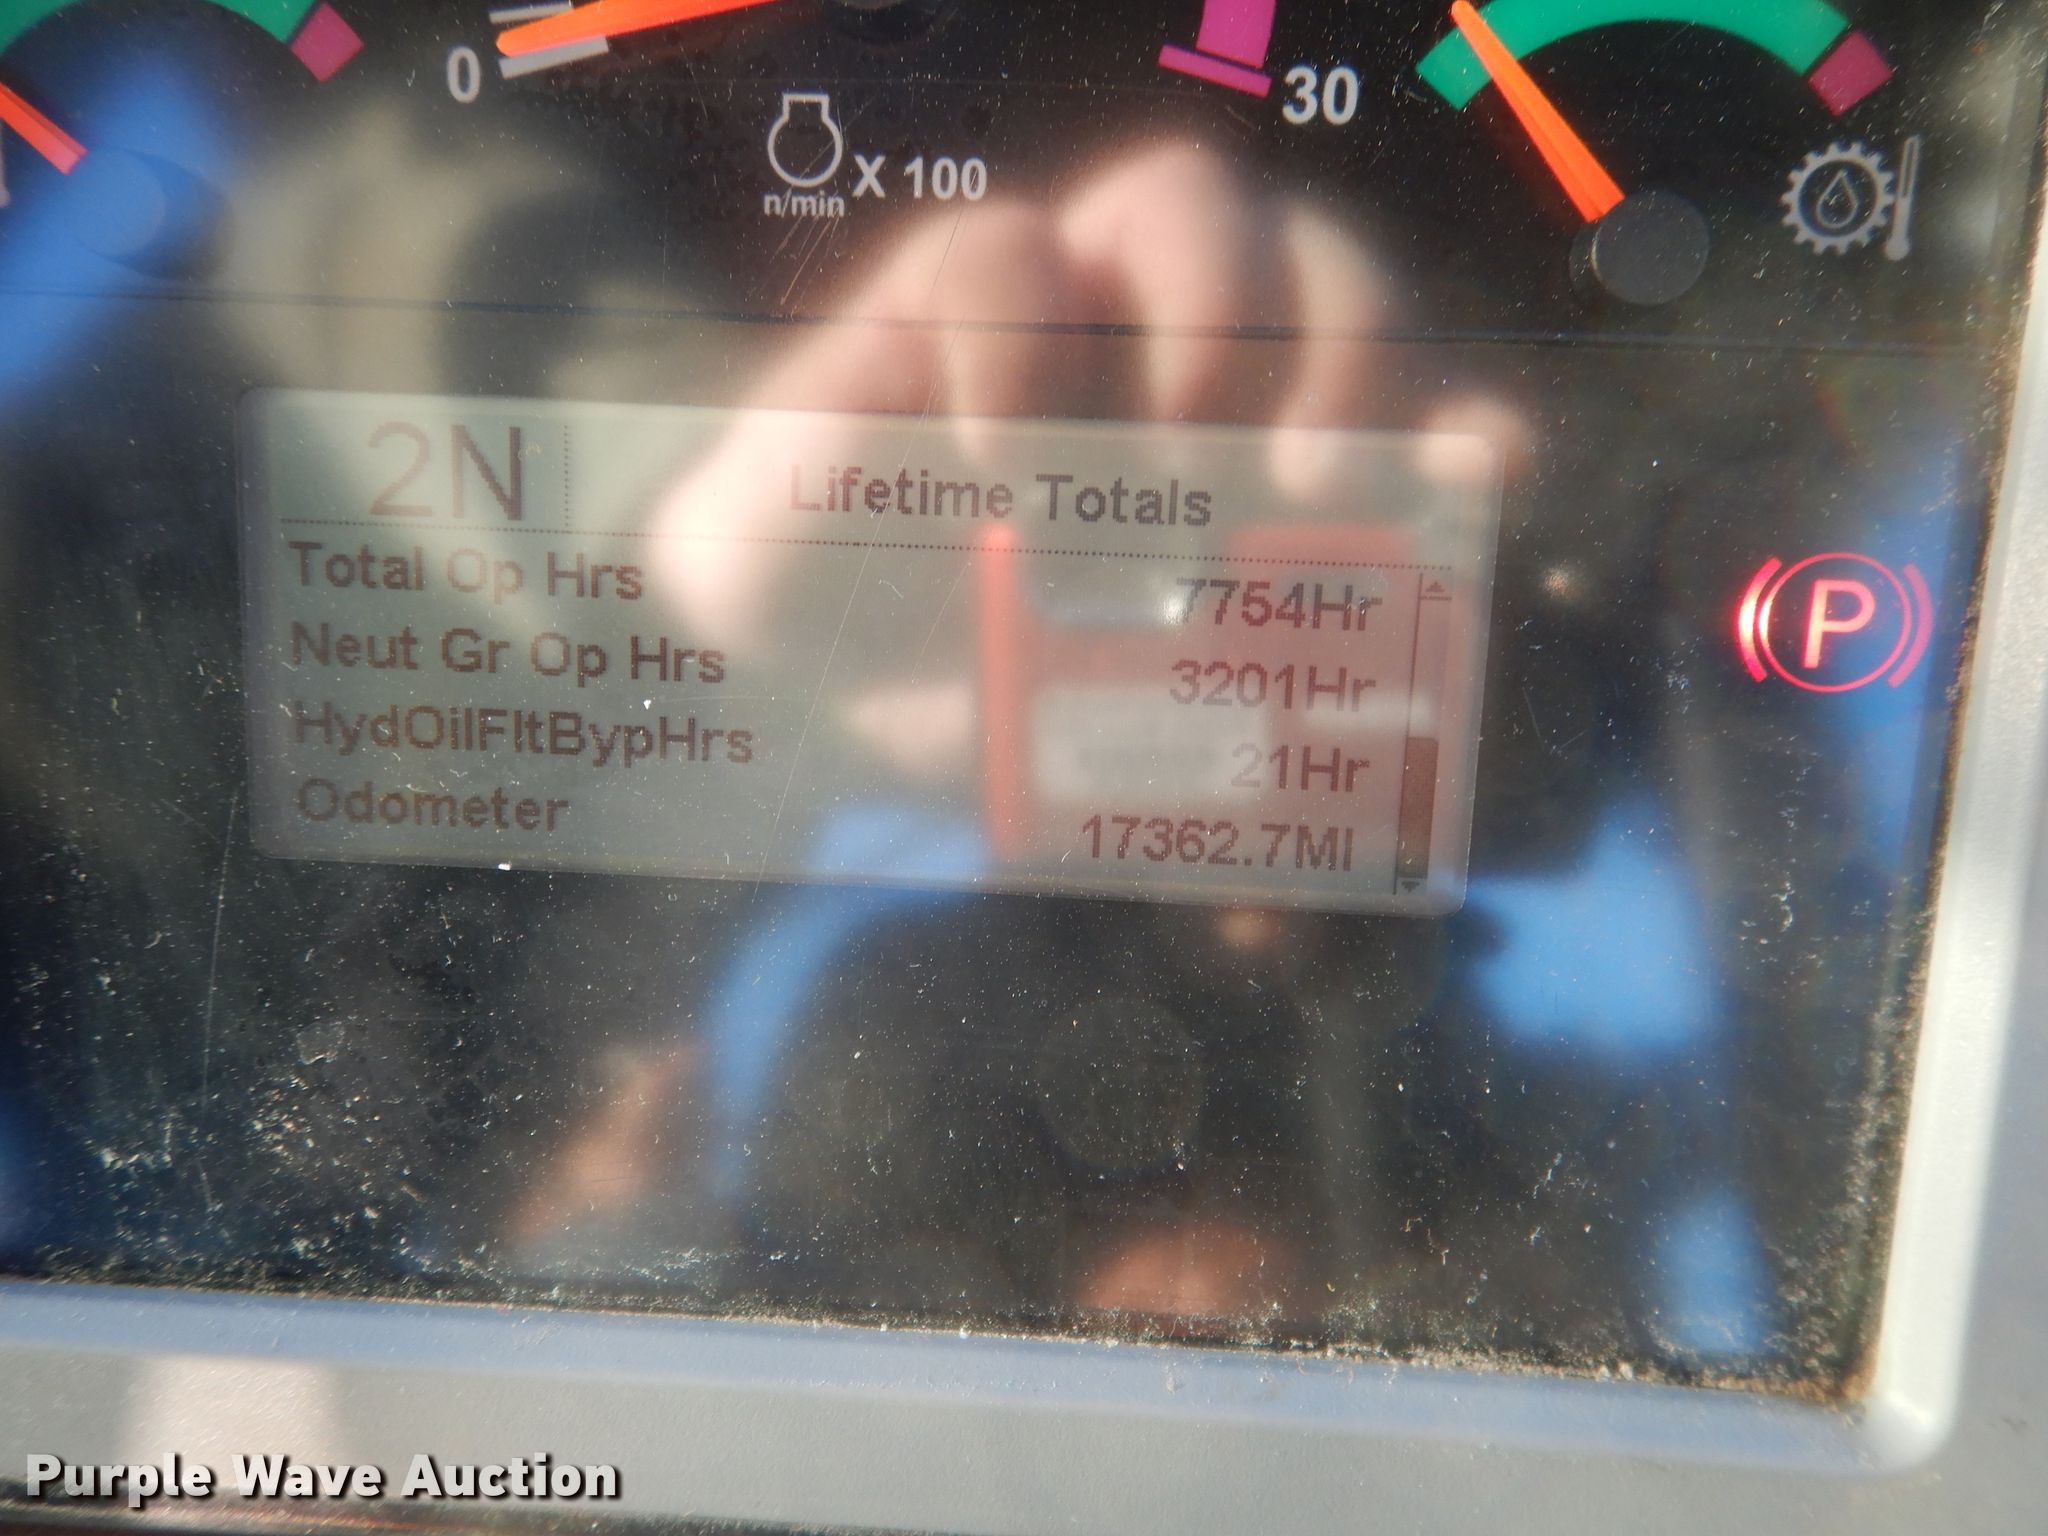 0
30
n/min
X 100
2N
Lifetime Totals
Total Op Hrs 7754Hr
Neut Gr Op Hrs 3201Hr
HydOilFltBypHrs 21Hr
Odometer 17362.7MI
P
Purple Wave Auction